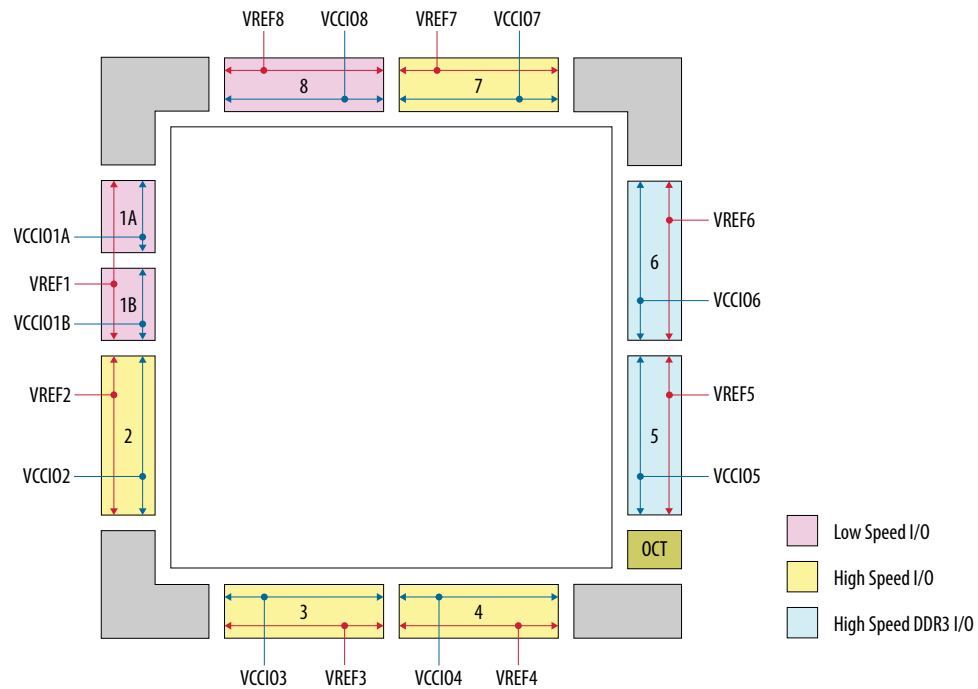 VREF8
VCCIO8
VREF7
VCCIO7
8
7
1A
VCCIO1A
VREF6
6
VREF1
1B
VCCIO6
VCCIO1B
VREF2
VREF5
2
5
VCCIO2
VCCIO5
Low Speed I/O
OCT
High Speed I/O
3
4
High Speed DDR3 I/O
VCCIO3
VREF3
VCCIO4
VREF4